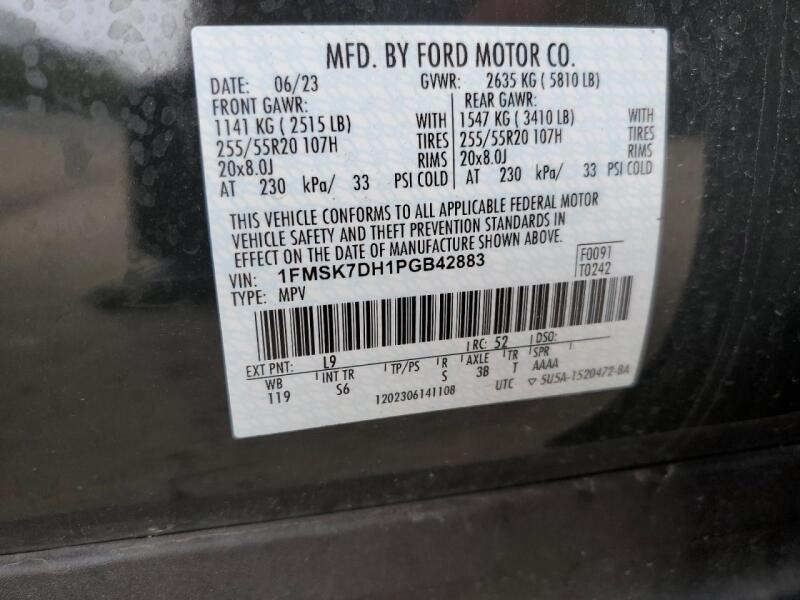 MFD. BY FORD MOTOR CO.
DATE: 06/23 GVWR: 2635 KG ( 5810 LB)
FRONT GAWR: REAR GAWR:
1141 KG ( 2515 LB) WITH 1547 KG ( 3410 LB) WITH
255/55R20 107H TIRES 255/55R20 107H TIRES
20x8.0J RIMS 20x8.0J RIMS
AT 230 kPa/ 33 PSI COLD AT 230 kPa/ 33 PSI COLD
THIS VEHICLE CONFORMS TO ALL APPLICABLE FEDERAL MOTOR
VEHICLE SAFETY AND THEFT PREVENTION STANDARDS IN
EFFECT ON THE DATE OF MANUFACTURE SHOWN ABOVE.
VIN: 1FMSK7DH1PGB42883 F0091
TYPE: MPV T0242
EXT PNT: L9 RC: 52 DSO:
WB INT TR TP/PS R AXLE TR SPR
119 S6 S 3B T AAAA
1202306141108 UTC ▽ 5U5A-1520472-BA